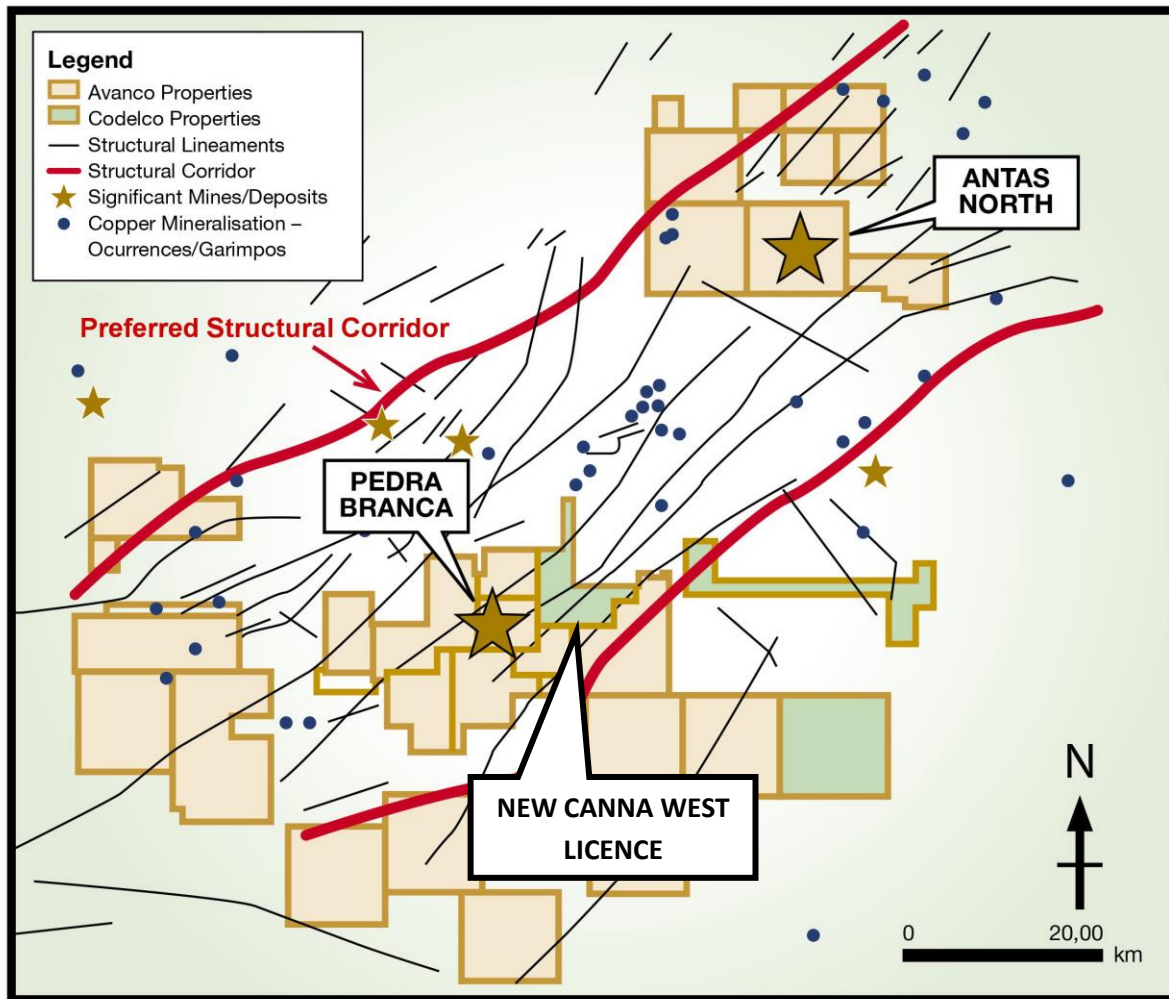 Legend
Avanco Properties
Codelco Properties
Structural Lineaments
Structural Corridor
Significant Mines/Deposits
Copper Mineralisation –
Ocurrences/Garimpos
ANTAS
NORTH
Preferred Structural Corridor
PEDRA
BRANCA
NEW CANNA WEST
LICENCE
N
0 20,00
km